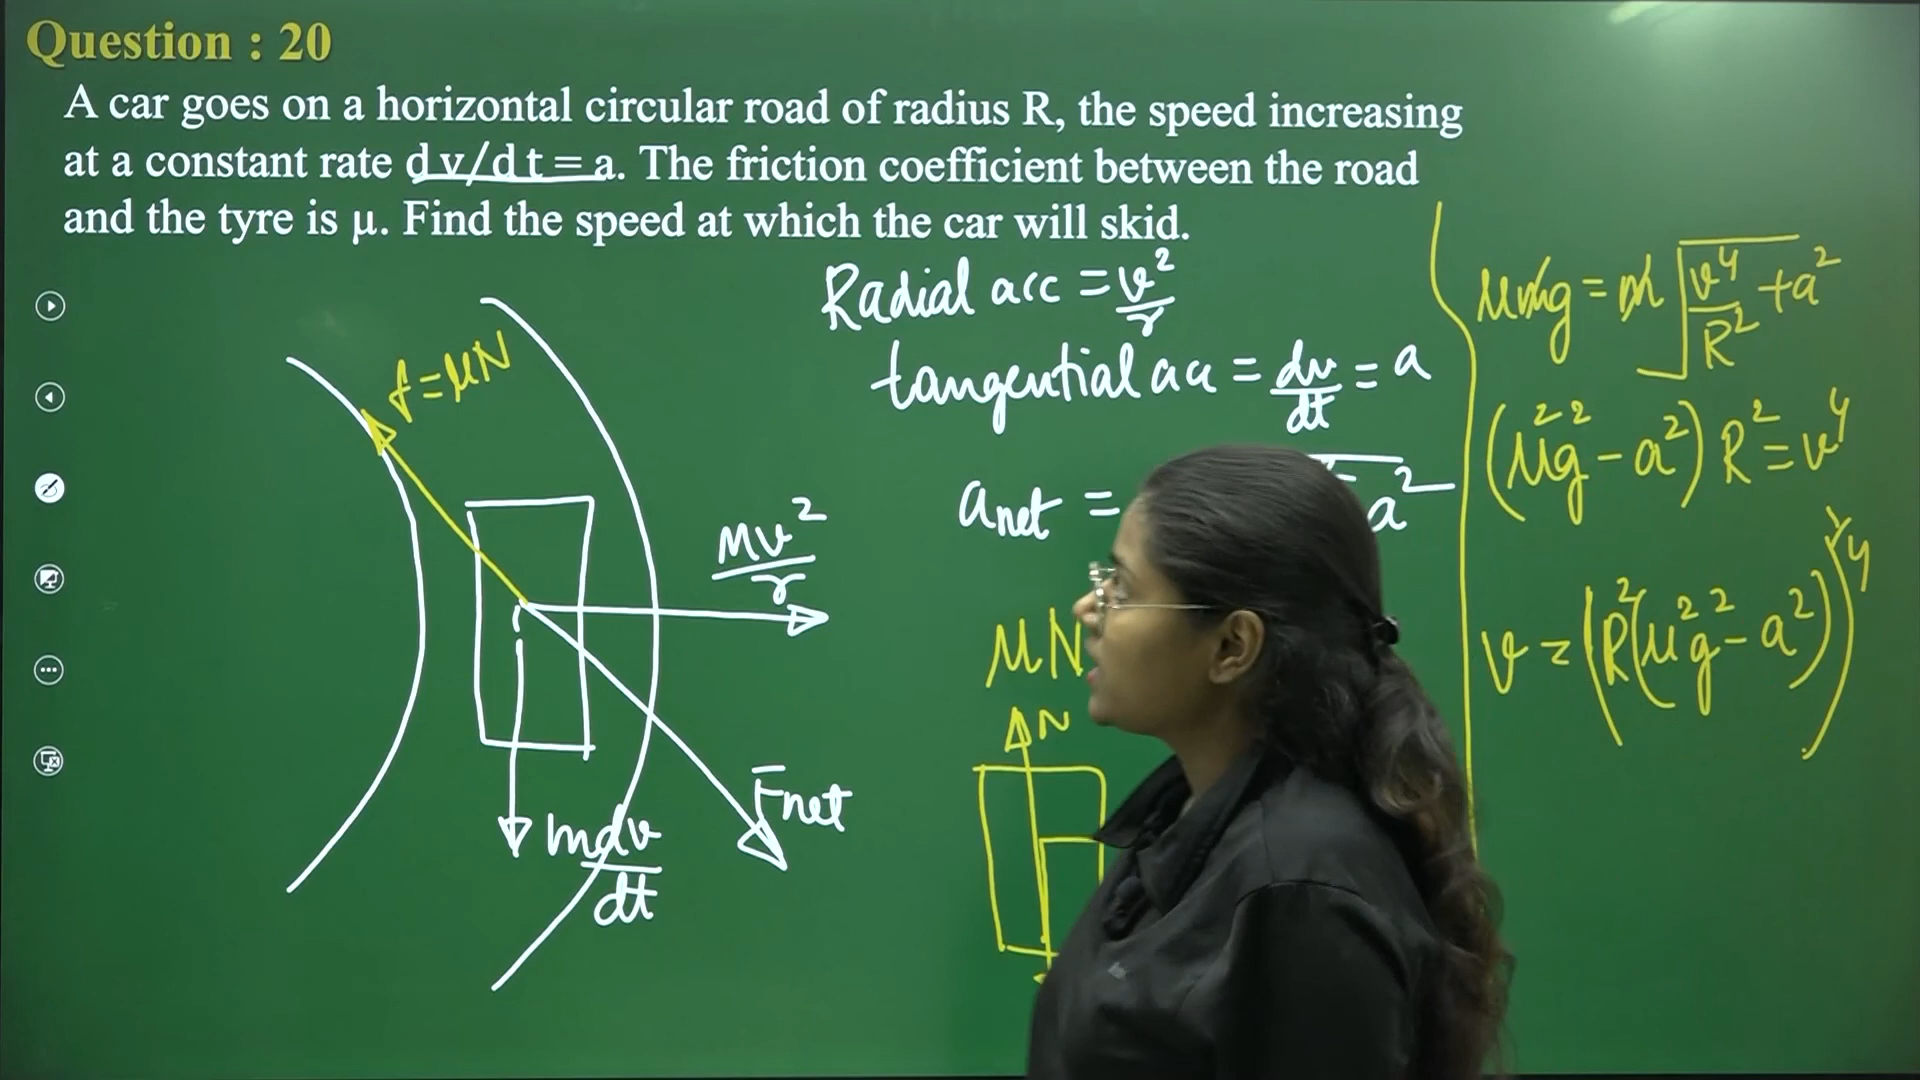 Question : 20
A car goes on a horizontal circular road of radius R, the speed increasing
at a constant rate dv/dt = a. The friction coefficient between the road
and the tyre is μ. Find the speed at which the car will skid.
Radial acc = v²/r
tangential acc = dv/dt = a
a net =
a²
f = μN
Mv²/r
mdv/dt
Fnet
μN
N
μmg = m √(v⁴/R² + a²
(μ²g² - a²) R² = v⁴
v = (R²(μ²g² - a²))^1/4